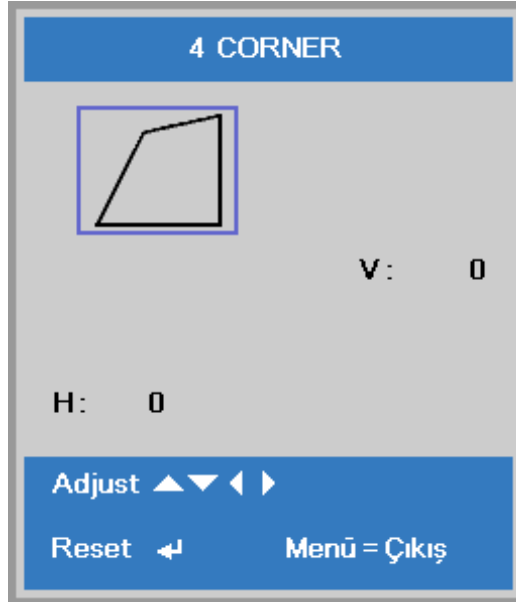 4 CORNER
V: 0
H: 0
Adjust ▲▼◀ ▶
Reset ↵ Menü = Çıkış